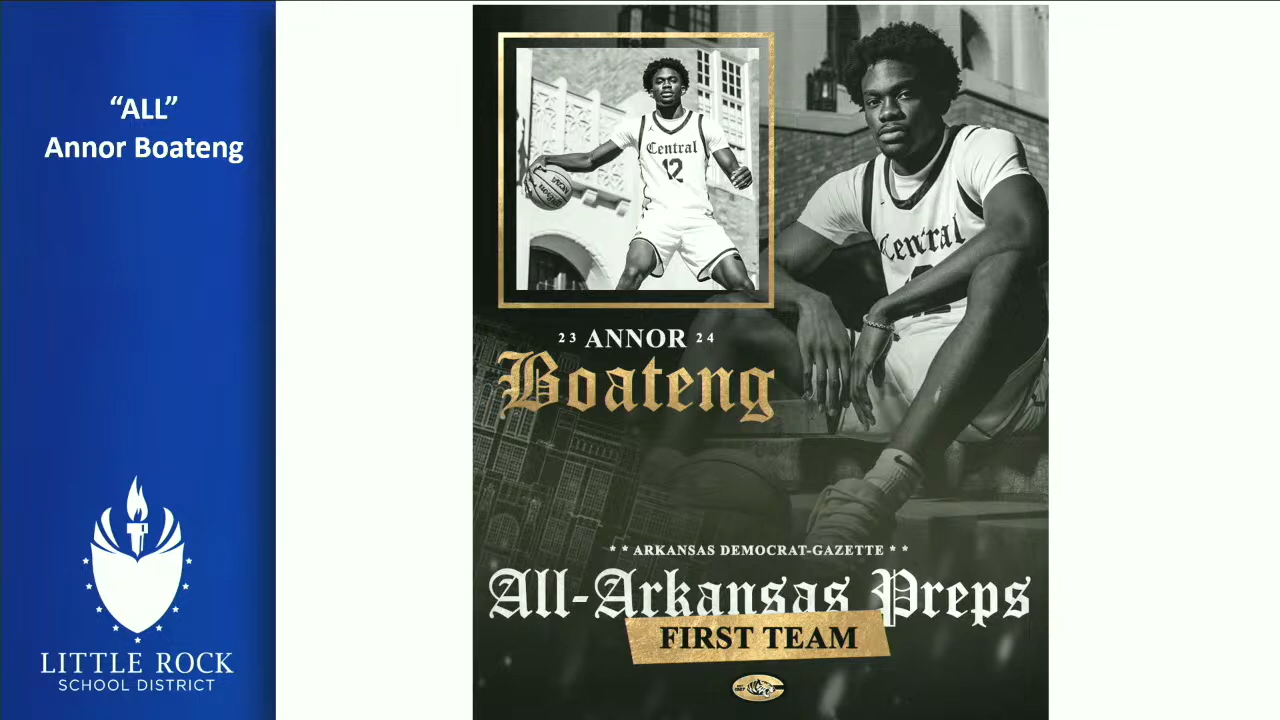 “ALL”
Annor Boateng
LITTLE ROCK
SCHOOL DISTRICT
Central
12
Central
23 ANNOR 24
Boateng
** ARKANSAS DEMOCRAT-GAZETTE **
All-Arkansas Preps
FIRST TEAM